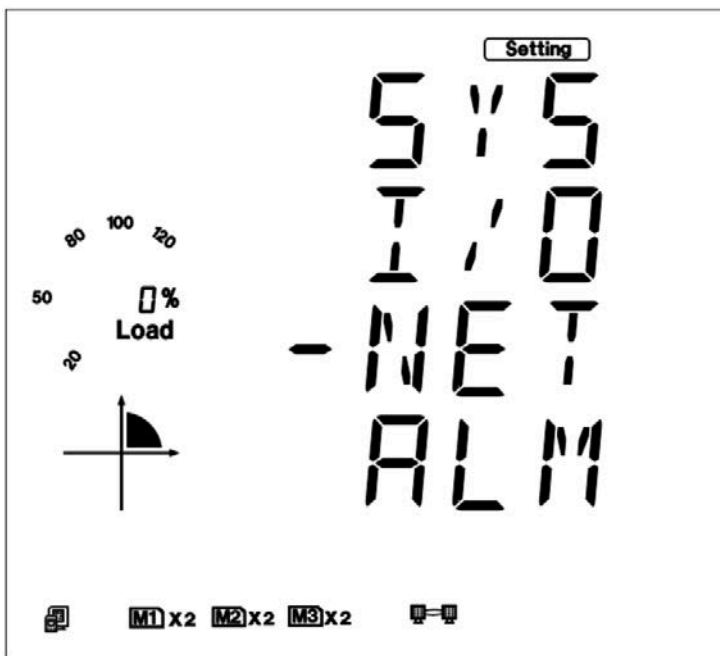 Setting
SYS
I/O
80 100 120
50 0%
Load
20
-NET
ALM
M1 X2 M2 X2 M3 X2